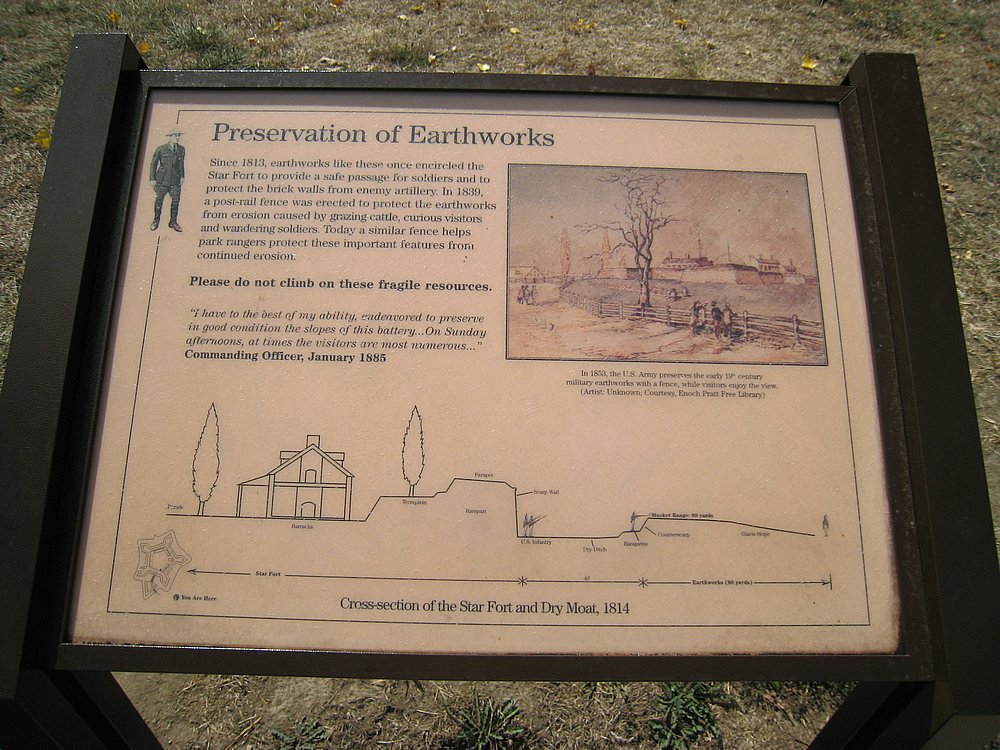 Preservation of Earthworks
Since 1813, earthworks like these once encircled the
Star Fort to provide a safe passage for soldiers and to
protect the brick walls from enemy artillery. In 1839,
a post-rail fence was erected to protect the earthworks
from erosion caused by grazing cattle, curious visitors
and wandering soldiers. Today a similar fence helps
park rangers protect these important features from
continued erosion.
Please do not climb on these fragile resources.
"I have to the best of my ability, endeavored to preserve
in good condition the slopes of this battery...On Sunday
afternoons, at times the visitors are most numerous..."
Commanding Officer, January 1885
In 1853, the U.S. Army preserves the early 19th century
military earthworks with a fence, while visitors enjoy the view.
(Artist: Unknown; Courtesy, Enoch Pratt Free Library)
Parade
Barracks
Terreplein
Rampart
Parapet
Scarp Wall
U.S. Infantry
Dry Ditch
Banquette
Musket Range: 80 yards
Counterscarp
Glacis Slope
Star Fort
40'
Earthworks (80 yards)
You Are Here
Cross-section of the Star Fort and Dry Moat, 1814